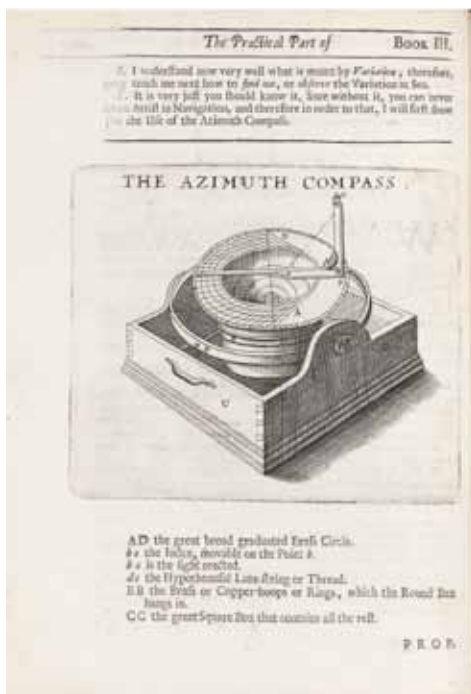 The Practical Part of BOOK III.
I understand now very well what is meant by Variation, therefore,
teach me next how to find out, or observe the Variation at Sea.
It is very just you should know it, since without it, you can never
Artist in Navigation, and therefore in order to that, I will first shew
the Use of the Azimuth Compass.
THE AZIMUTH COMPASS.
AD the great broad graduated Brass Circle.
the Index, movable on the Point b.
is the sight erected.
the Hypothenusal Lute-string or Thread.
BB the Brass or Copper-hoops or Rings, which the Round Box
hangs in.
CC the great Square Box that contains all the rest.
PROP.